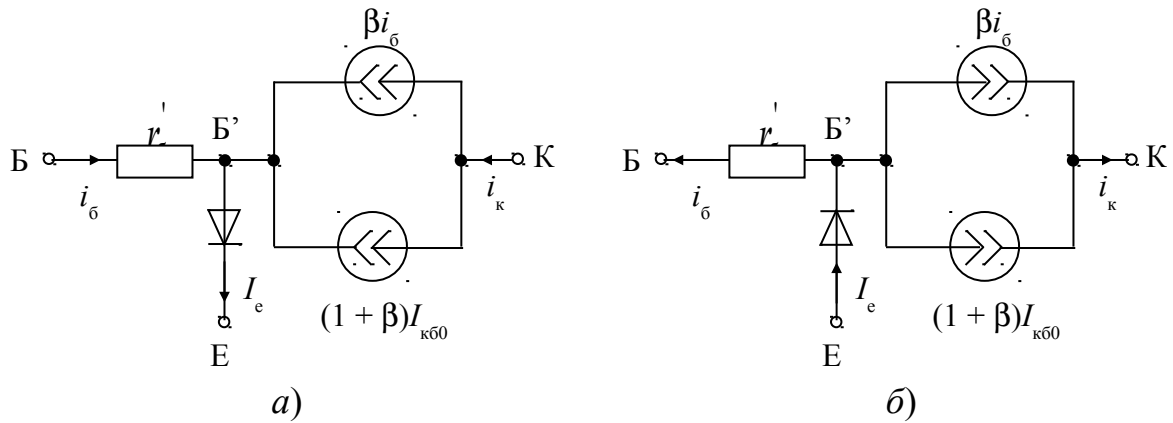 βiб βiб
r' Б’ r' Б’
Б К Б К
iб iк iб iк
Iе Iе
(1 + β)Iкб0 (1 + β)Iкб0
Е Е
а) б)